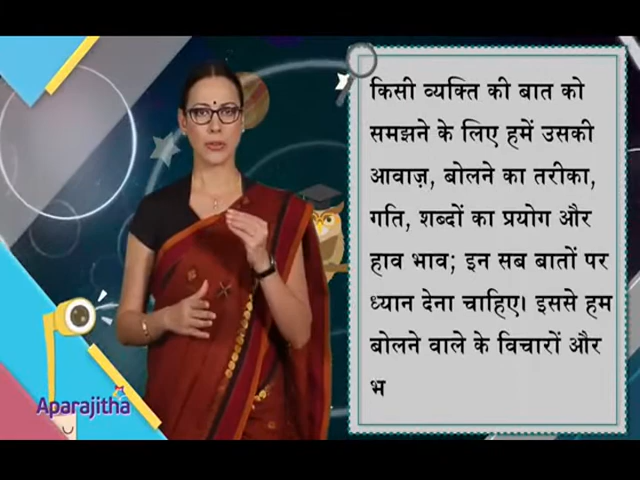 किसी व्यक्ति की बात को
समझने के लिए हमें उसकी
आवाज़, बोलने का तरीका,
गति, शब्दों का प्रयोग और
हाव भाव; इन सब बातों पर
ध्यान देना चाहिए। इससे हम
बोलने वाले के विचारों और
भ
Aparajitha